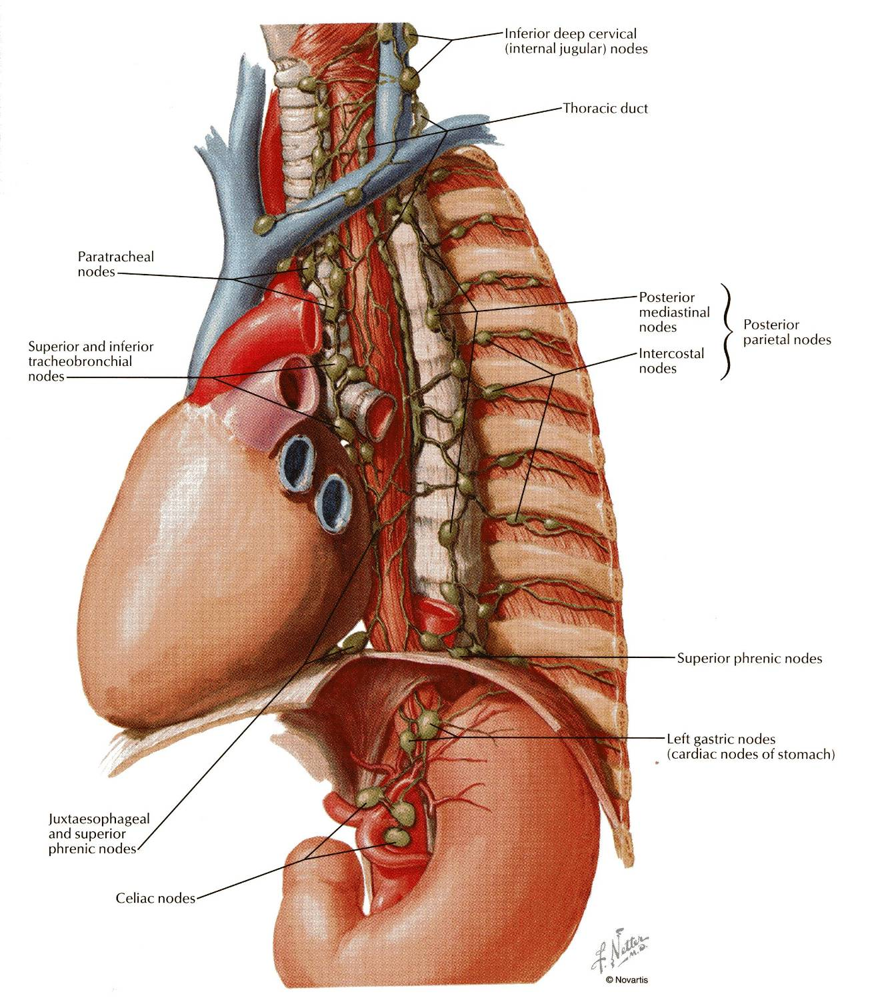 Inferior deep cervical
(internal jugular) nodes
Thoracic duct
Paratracheal
nodes
Posterior
mediastinal
nodes
Intercostal
nodes
Posterior
parietal nodes
Superior and inferior
tracheobronchial
nodes
Superior phrenic nodes
Left gastric nodes
(cardiac nodes of stomach)
Juxtaesophageal
and superior
phrenic nodes
Celiac nodes
F. Netter
M.D.
© Novartis